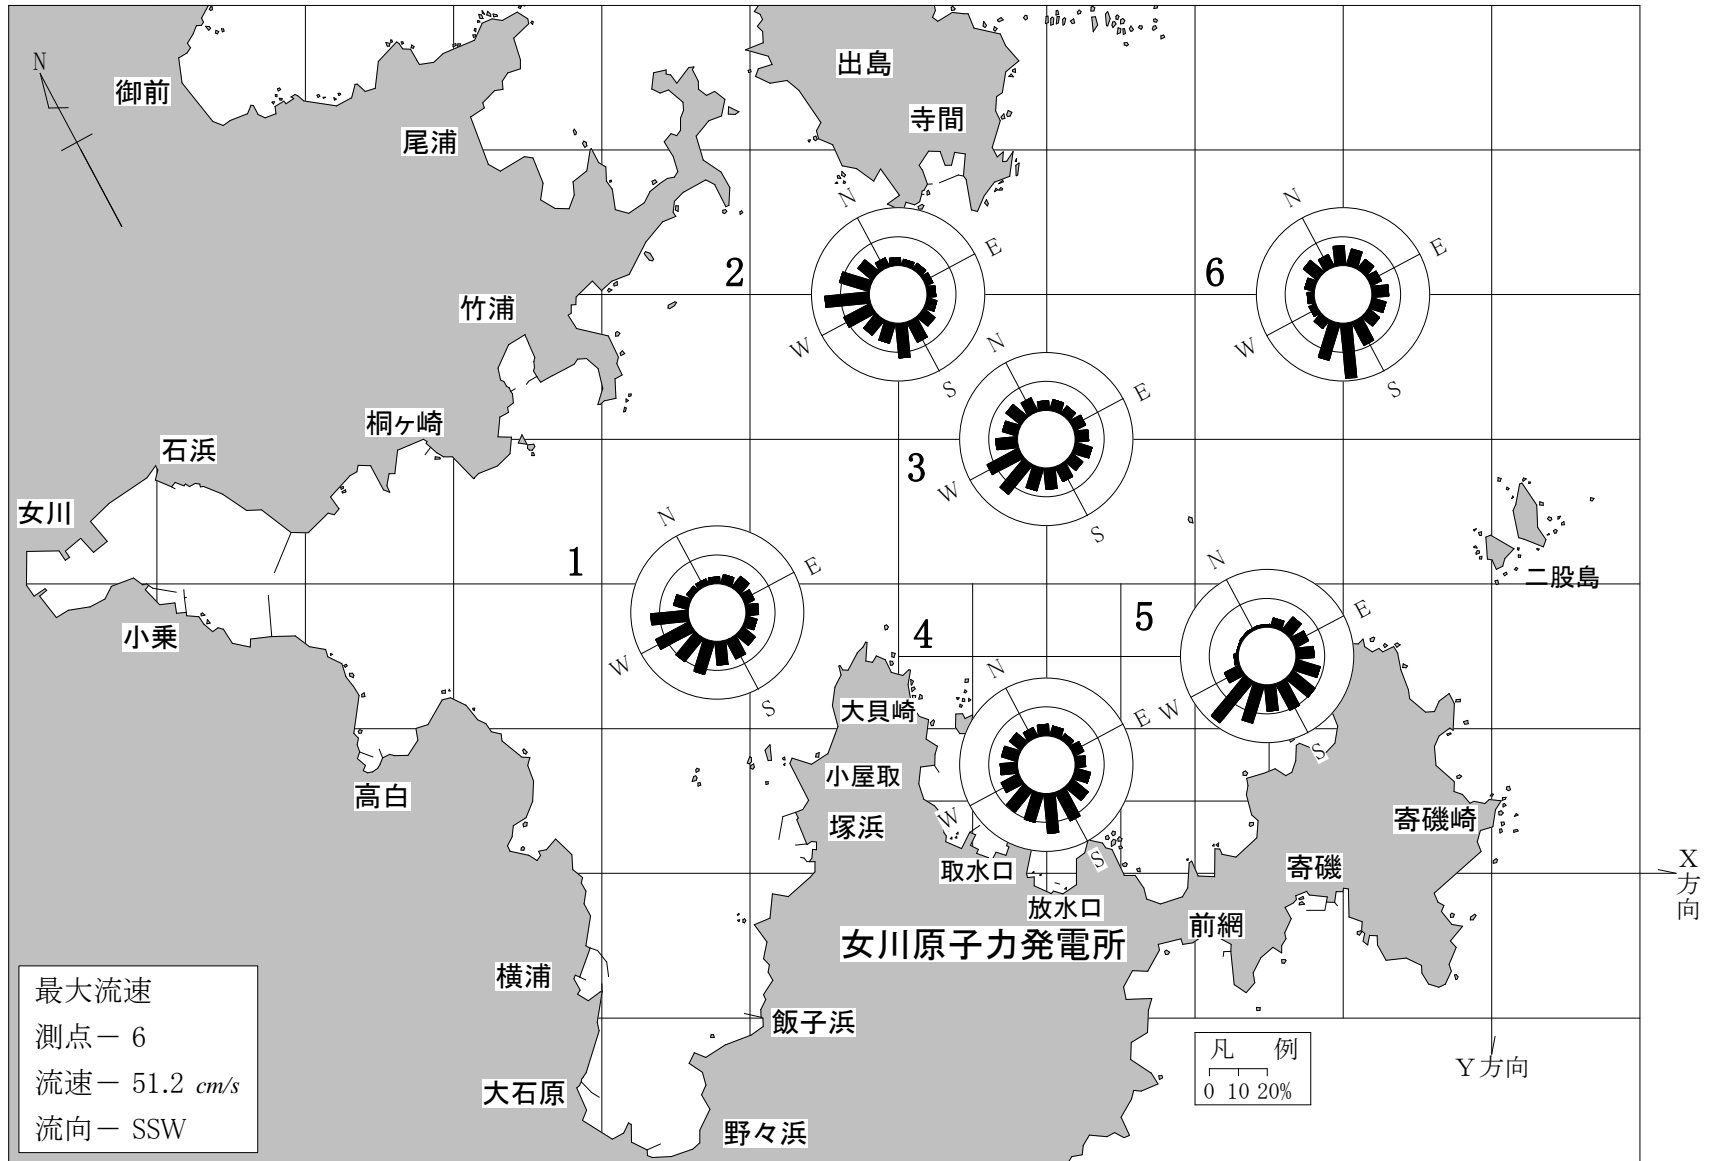 N
御前
尾浦
出島
寺間
竹浦
桐ヶ崎
石浜
女川
小乗
高白
横浦
大石原
野々浜
飯子浜
塚浜
小屋取
大貝崎
取水口
放水口
女川原子力発電所
前網
寄磯
寄磯崎
二股島
1
N
E
S
W
2
N
E
S
W
3
N
E
S
W
4
N
E
S
W
5
N
E
S
W
6
N
E
S
W
X方向
Y方向
最大流速
測点－ 6
流速－ 51.2 cm/s
流向－ SSW
凡 例
0 10 20%